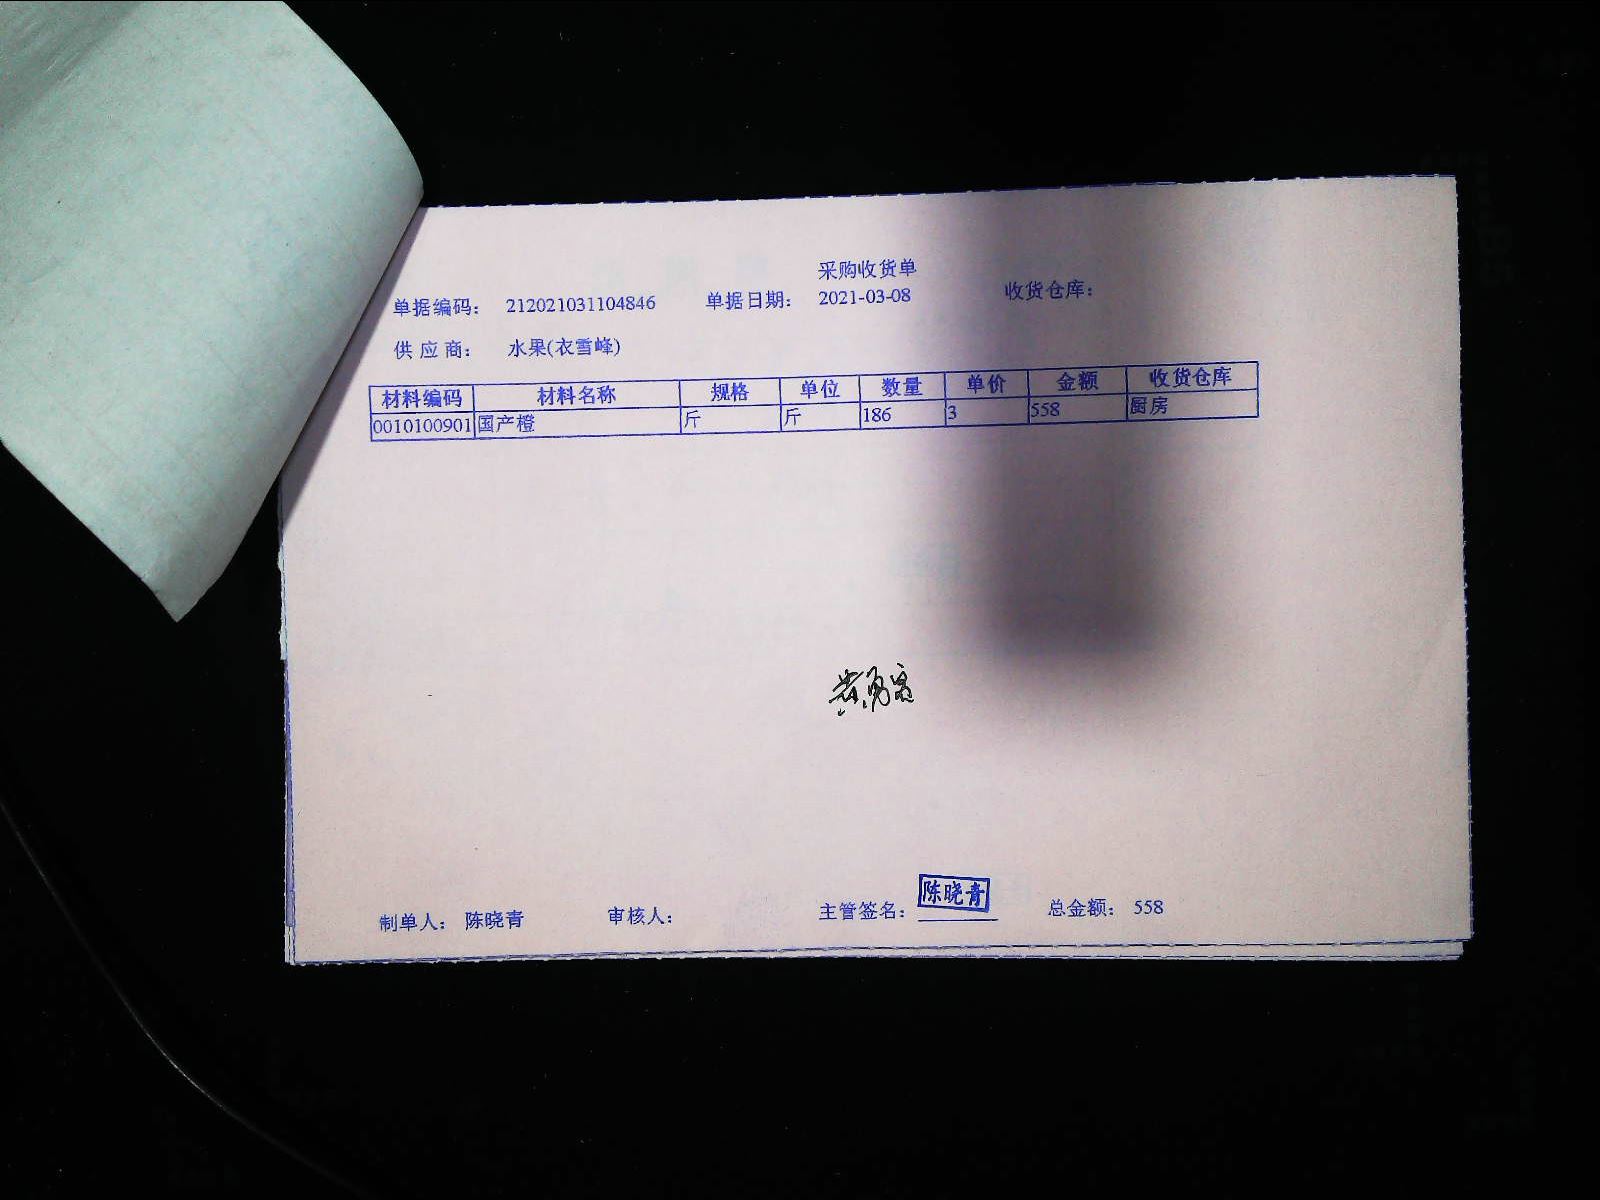 采购收货单
单据编码： 212021031104846 单据日期： 2021-03-08 收货仓库：
供 应 商： 水果(衣雪峰)
材料编码 材料名称 规格 单位 数量 单价 金额 收货仓库
0010100901 国产橙 斤 斤 186 3 558 厨房
陈晓青
制单人： 陈晓青 审核人： 主管签名： 总金额： 558